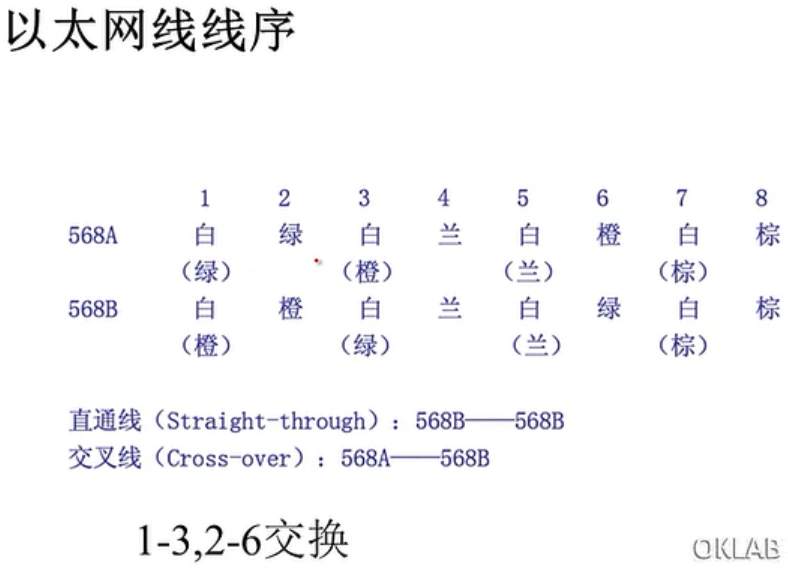 以太网线线序
1 2 3 4 5 6 7 8
568A 白 绿 白 兰 白 橙 白 棕
(绿) (橙) (兰) (棕)
568B 白 橙 白 兰 白 绿 白 棕
(橙) (绿) (兰) (棕)
直通线（Straight-through）：568B——568B
交叉线（Cross-over）：568A——568B
1-3,2-6交换
OKLAB